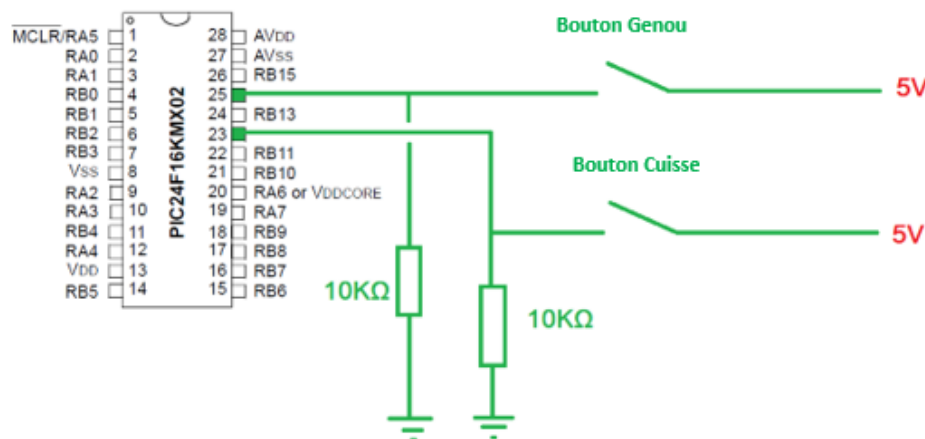 Bouton Genou
MCLR/RA5 1 28 AVDD
RA0 2 27 AVSS
RA1 3 26 RB15
RB0 4 25 5V
RB1 5 24 RB13
RB2 6 23
RB3 7 22 RB11
Bouton Cuisse
VSS 8 21 RB10
RA2 9 20 RA6 or VDDCORE
RA3 10 19 RA7
RB4 11 18 RB9 5V
RA4 12 17 RB8
VDD 13 16 RB7
RB5 14 15 RB6
PIC24F16KMX02
10KΩ
10KΩ